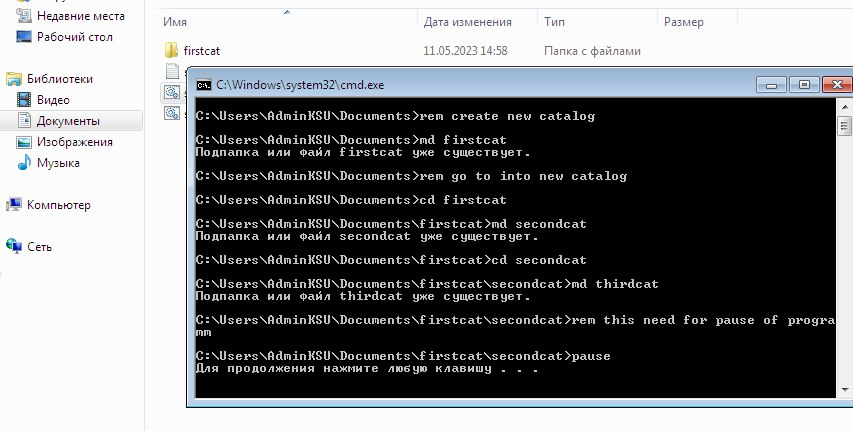 Недавние места
Рабочий стол
Библиотеки
Видео
Документы
Изображения
Музыка
Компьютер
Сеть
Имя Дата изменения Тип Размер
firstcat 11.05.2023 14:58 Папка с файлами
C:\Windows\system32\cmd.exe
C:\Users\AdminKSU\Documents>rem create new catalog
C:\Users\AdminKSU\Documents>md firstcat
Подпапка или файл firstcat уже существует.
C:\Users\AdminKSU\Documents>rem go to into new catalog
C:\Users\AdminKSU\Documents>cd firstcat
C:\Users\AdminKSU\Documents\firstcat>md secondcat
Подпапка или файл secondcat уже существует.
C:\Users\AdminKSU\Documents\firstcat>cd secondcat
C:\Users\AdminKSU\Documents\firstcat\secondcat>md thirdcat
Подпапка или файл thirdcat уже существует.
C:\Users\AdminKSU\Documents\firstcat\secondcat>rem this need for pause of progra
mm
C:\Users\AdminKSU\Documents\firstcat\secondcat>pause
Для продолжения нажмите любую клавишу . . .